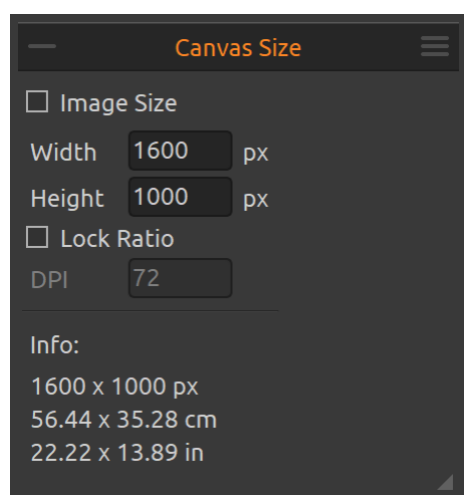 Canvas Size
Image Size
Width 1600 px
Height 1000 px
Lock Ratio
DPI 72
Info:
1600 x 1000 px
56.44 x 35.28 cm
22.22 x 13.89 in